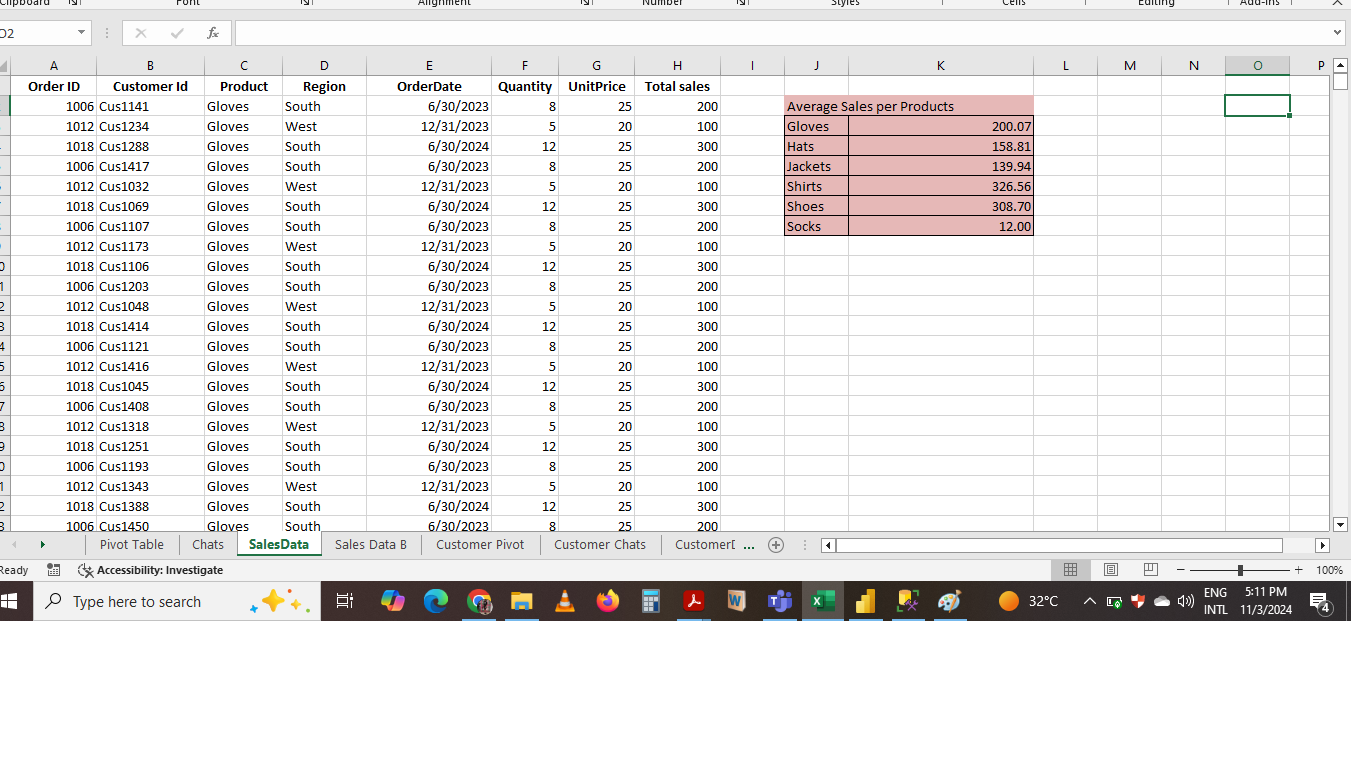 Clipboard Font Alignment Number Styles Cells Editing Add-ins
O2 fx
A B C D E F G H I J K L M N O P
Order ID Customer Id Product Region OrderDate Quantity UnitPrice Total sales
1006 Cus1141 Gloves South 6/30/2023 8 25 200 Average Sales per Products
1012 Cus1234 Gloves West 12/31/2023 5 20 100 Gloves 200.07
1018 Cus1288 Gloves South 6/30/2024 12 25 300 Hats 158.81
1006 Cus1417 Gloves South 6/30/2023 8 25 200 Jackets 139.94
1012 Cus1032 Gloves West 12/31/2023 5 20 100 Shirts 326.56
1018 Cus1069 Gloves South 6/30/2024 12 25 300 Shoes 308.70
1006 Cus1107 Gloves South 6/30/2023 8 25 200 Socks 12.00
1012 Cus1173 Gloves West 12/31/2023 5 20 100
1018 Cus1106 Gloves South 6/30/2024 12 25 300
1006 Cus1203 Gloves South 6/30/2023 8 25 200
1012 Cus1048 Gloves West 12/31/2023 5 20 100
1018 Cus1414 Gloves South 6/30/2024 12 25 300
1006 Cus1121 Gloves South 6/30/2023 8 25 200
1012 Cus1416 Gloves West 12/31/2023 5 20 100
1018 Cus1045 Gloves South 6/30/2024 12 25 300
1006 Cus1408 Gloves South 6/30/2023 8 25 200
1012 Cus1318 Gloves West 12/31/2023 5 20 100
1018 Cus1251 Gloves South 6/30/2024 12 25 300
1006 Cus1193 Gloves South 6/30/2023 8 25 200
1012 Cus1343 Gloves West 12/31/2023 5 20 100
1018 Cus1388 Gloves South 6/30/2024 12 25 300
1006 Cus1450 Gloves South 6/30/2023 8 25 200
Pivot Table Chats SalesData Sales Data B Customer Pivot Customer Chats Customer ...
Ready Accessibility: Investigate 100%
Type here to search 32°C ENG 5:11 PM
INTL 11/3/2024 4